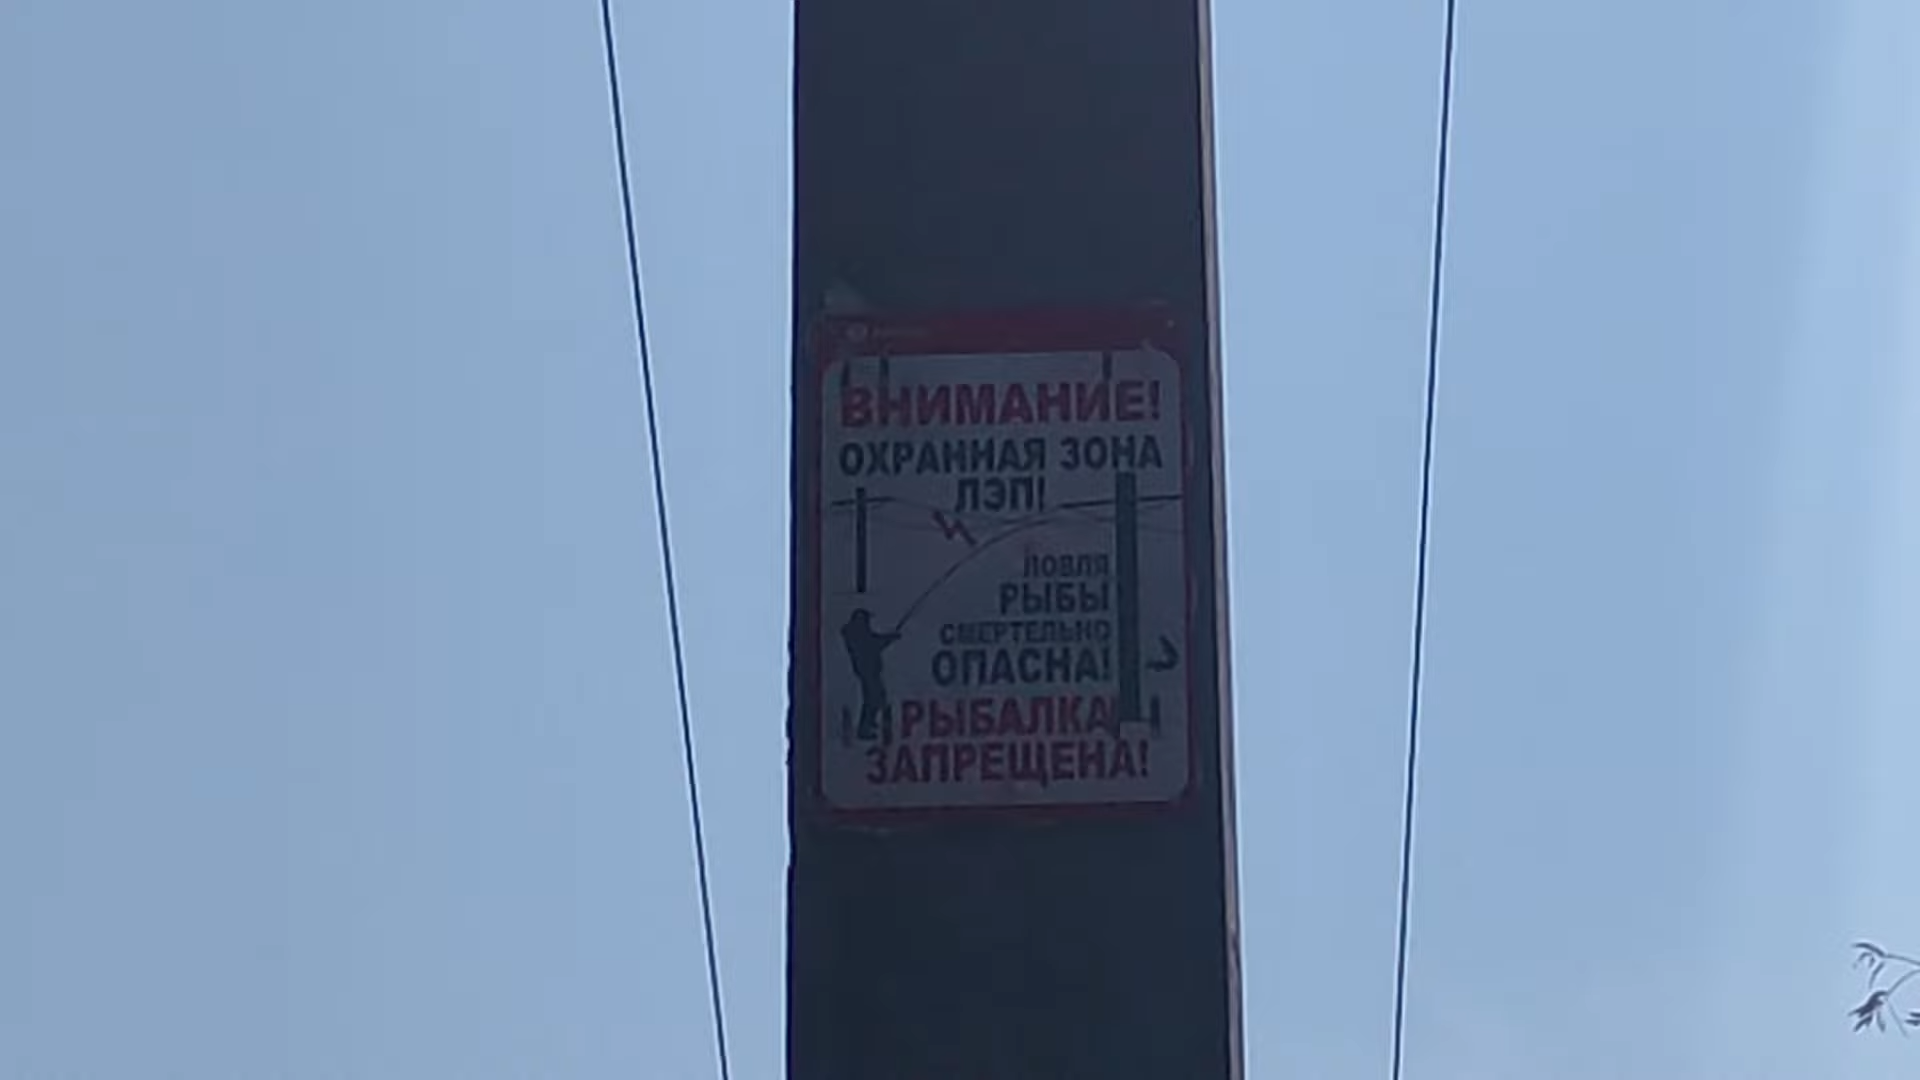 ВНИМАНИЕ!
ОХРАННАЯ ЗОНА
ЛЭП!
ЛОВЛЯ
РЫБЫ
СМЕРТЕЛЬНО
ОПАСНА!
РЫБАЛКА
ЗАПРЕЩЕНА!